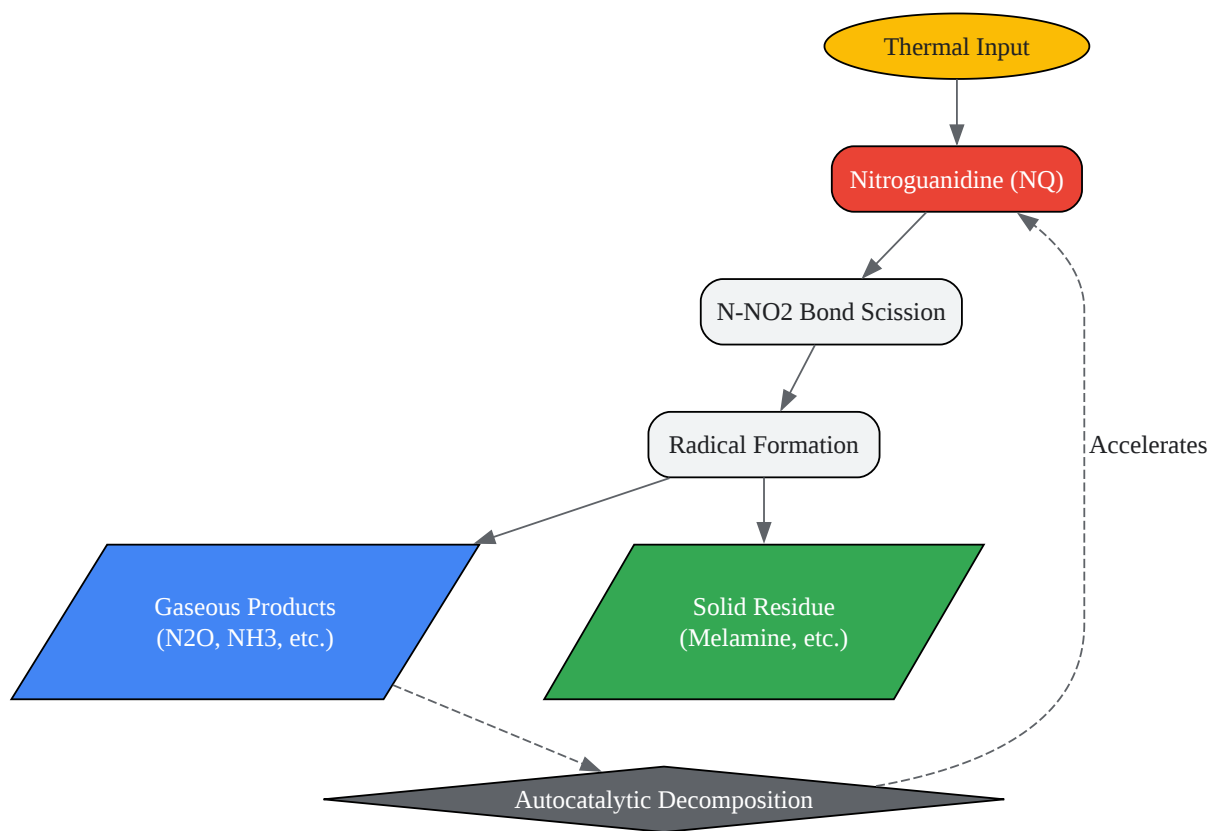 Thermal Input
Nitroguanidine (NQ)
N-NO2 Bond Scission
Radical Formation
Accelerates
Gaseous Products
(N2O, NH3, etc.)
Solid Residue
(Melamine, etc.)
Autocatalytic Decomposition